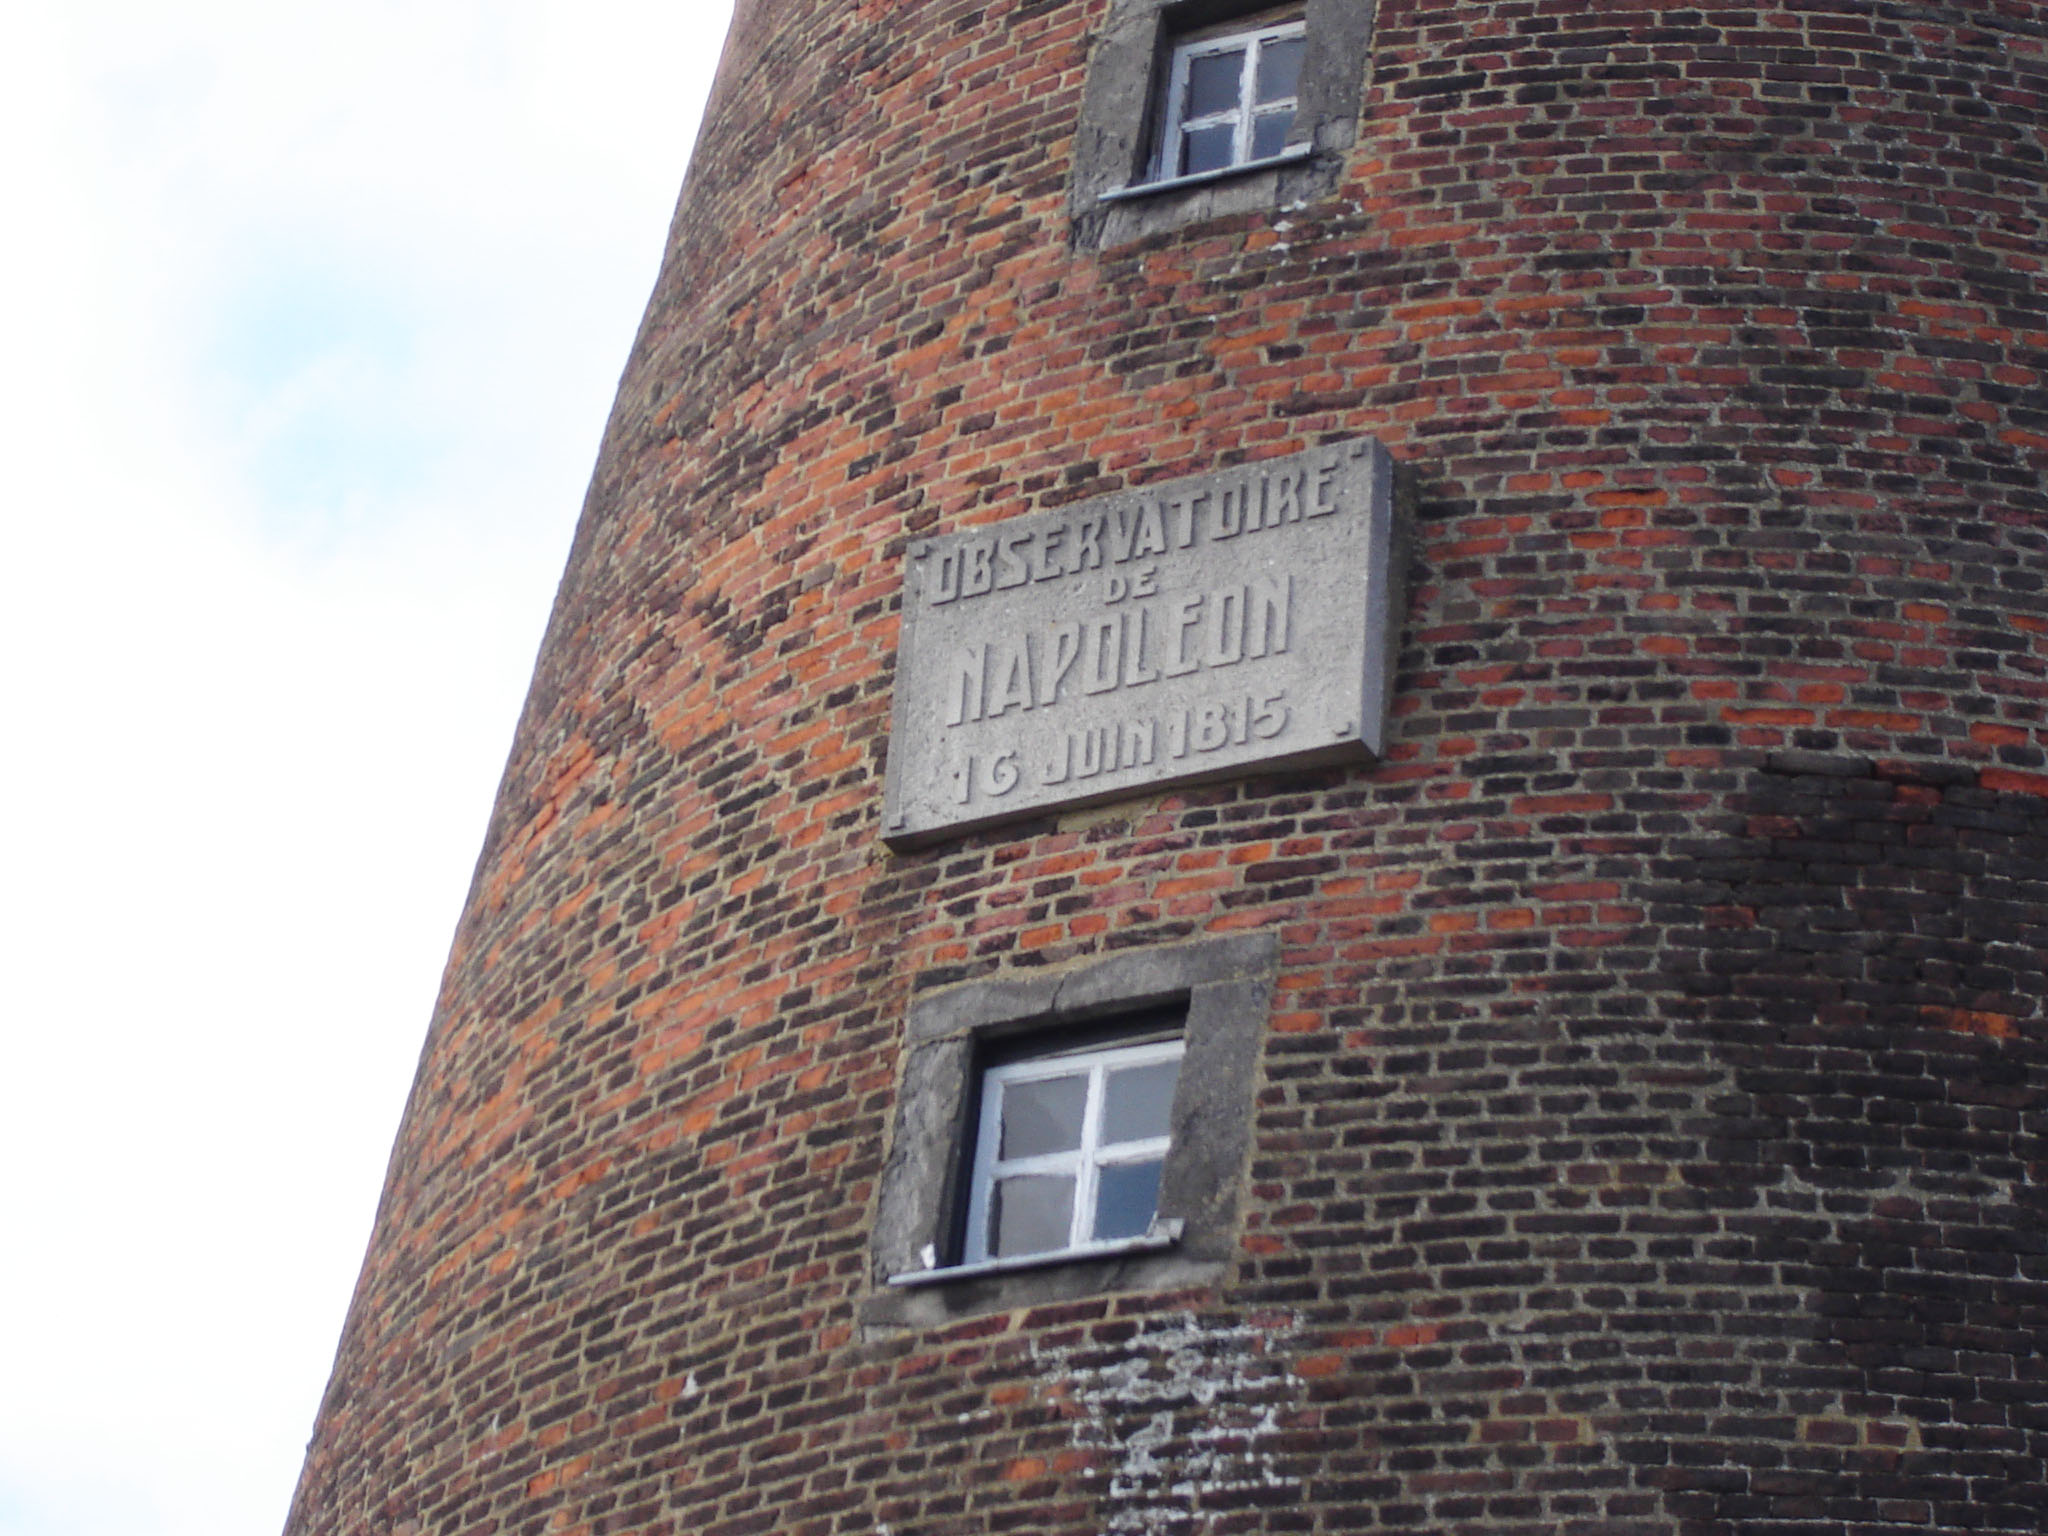 "OBSERVATOIRE"
DE
NAPOLEON
16 JUIN 1815